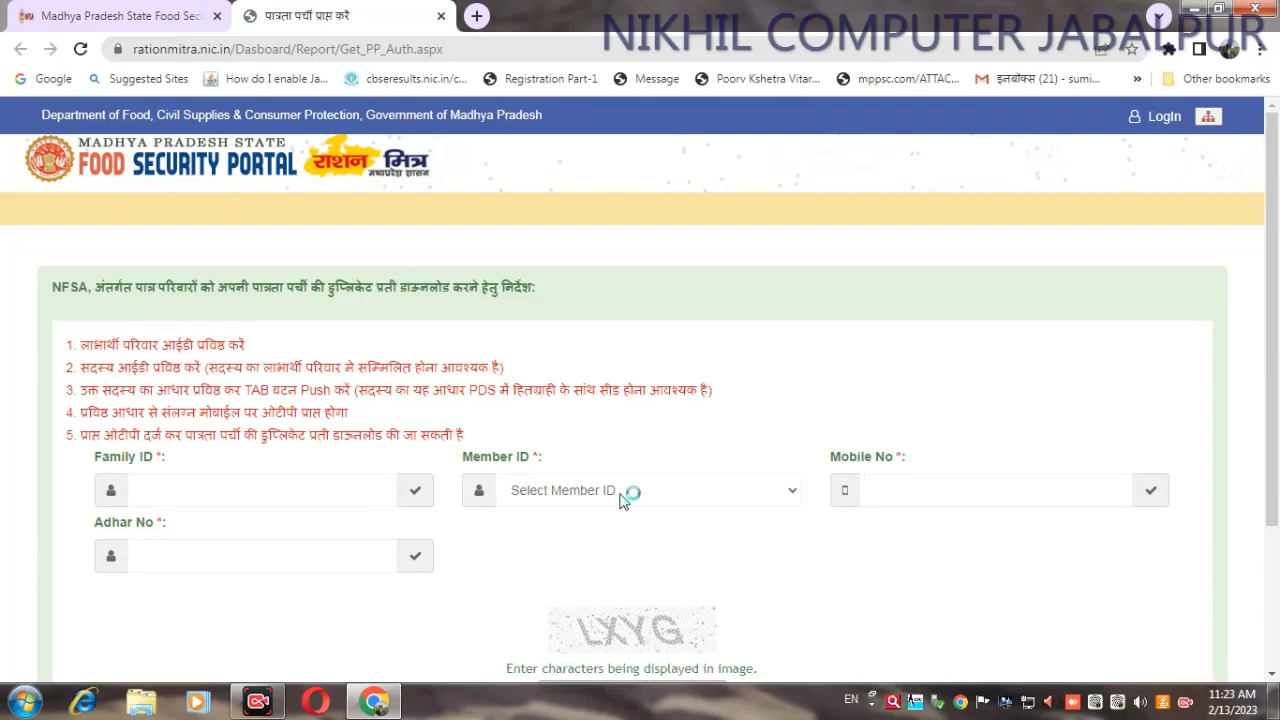 Madhya Pradesh State Food Sec
पात्रता पर्ची प्राप्त करें
NIKHIL COMPUTER JABALPUR
rationmitra.nic.in/Dasboard/Report/Get_PP_Auth.aspx
Google
Suggested Sites
How do I enable Ja...
cbseresults.nic.in/c...
Registration Part-1
Message
Poorv Kshetra Vitar...
mppsc.com/ATTAC...
इनबॉक्स (21) - sumi...
»
Other bookmarks
Department of Food, Civil Supplies & Consumer Protection, Government of Madhya Pradesh
Login
MADHYA PRADESH STATE
FOOD SECURITY PORTAL
राशन मित्र
मध्यप्रदेश शासन
NFSA, अंतर्गत पात्र परिवारों को अपनी पात्रता पर्ची की डुप्लिकेट प्रती डाऊनलोड करने हेतु निर्देश:
1. लाभार्थी परिवार आईडी प्रविष्ठ करें
2. सदस्य आईडी प्रविष्ठ करें (सदस्य का लाभार्थी परिवार मे सम्मिलित होना आवश्यक है)
3. उक्त सदस्य का आधार प्रविष्ठ कर TAB बटन Push करें (सदस्य का यह आधार PDS में हितग्राही के सांथ सीड होना आवश्यक है)
4. प्रविष्ठ आधार से संलग्न मोबाईल पर ओटीपी प्राप्त होगा
5. प्राप्त ओटीपी दर्ज कर पात्रता पर्ची की डुप्लिकेट प्रती डाऊनलोड की जा सकती है
Family ID *:
Member ID *:
Mobile No *:
Select Member ID
Adhar No *:
LXYG
Enter characters being displayed in image.
EN
11:23 AM
2/13/2023